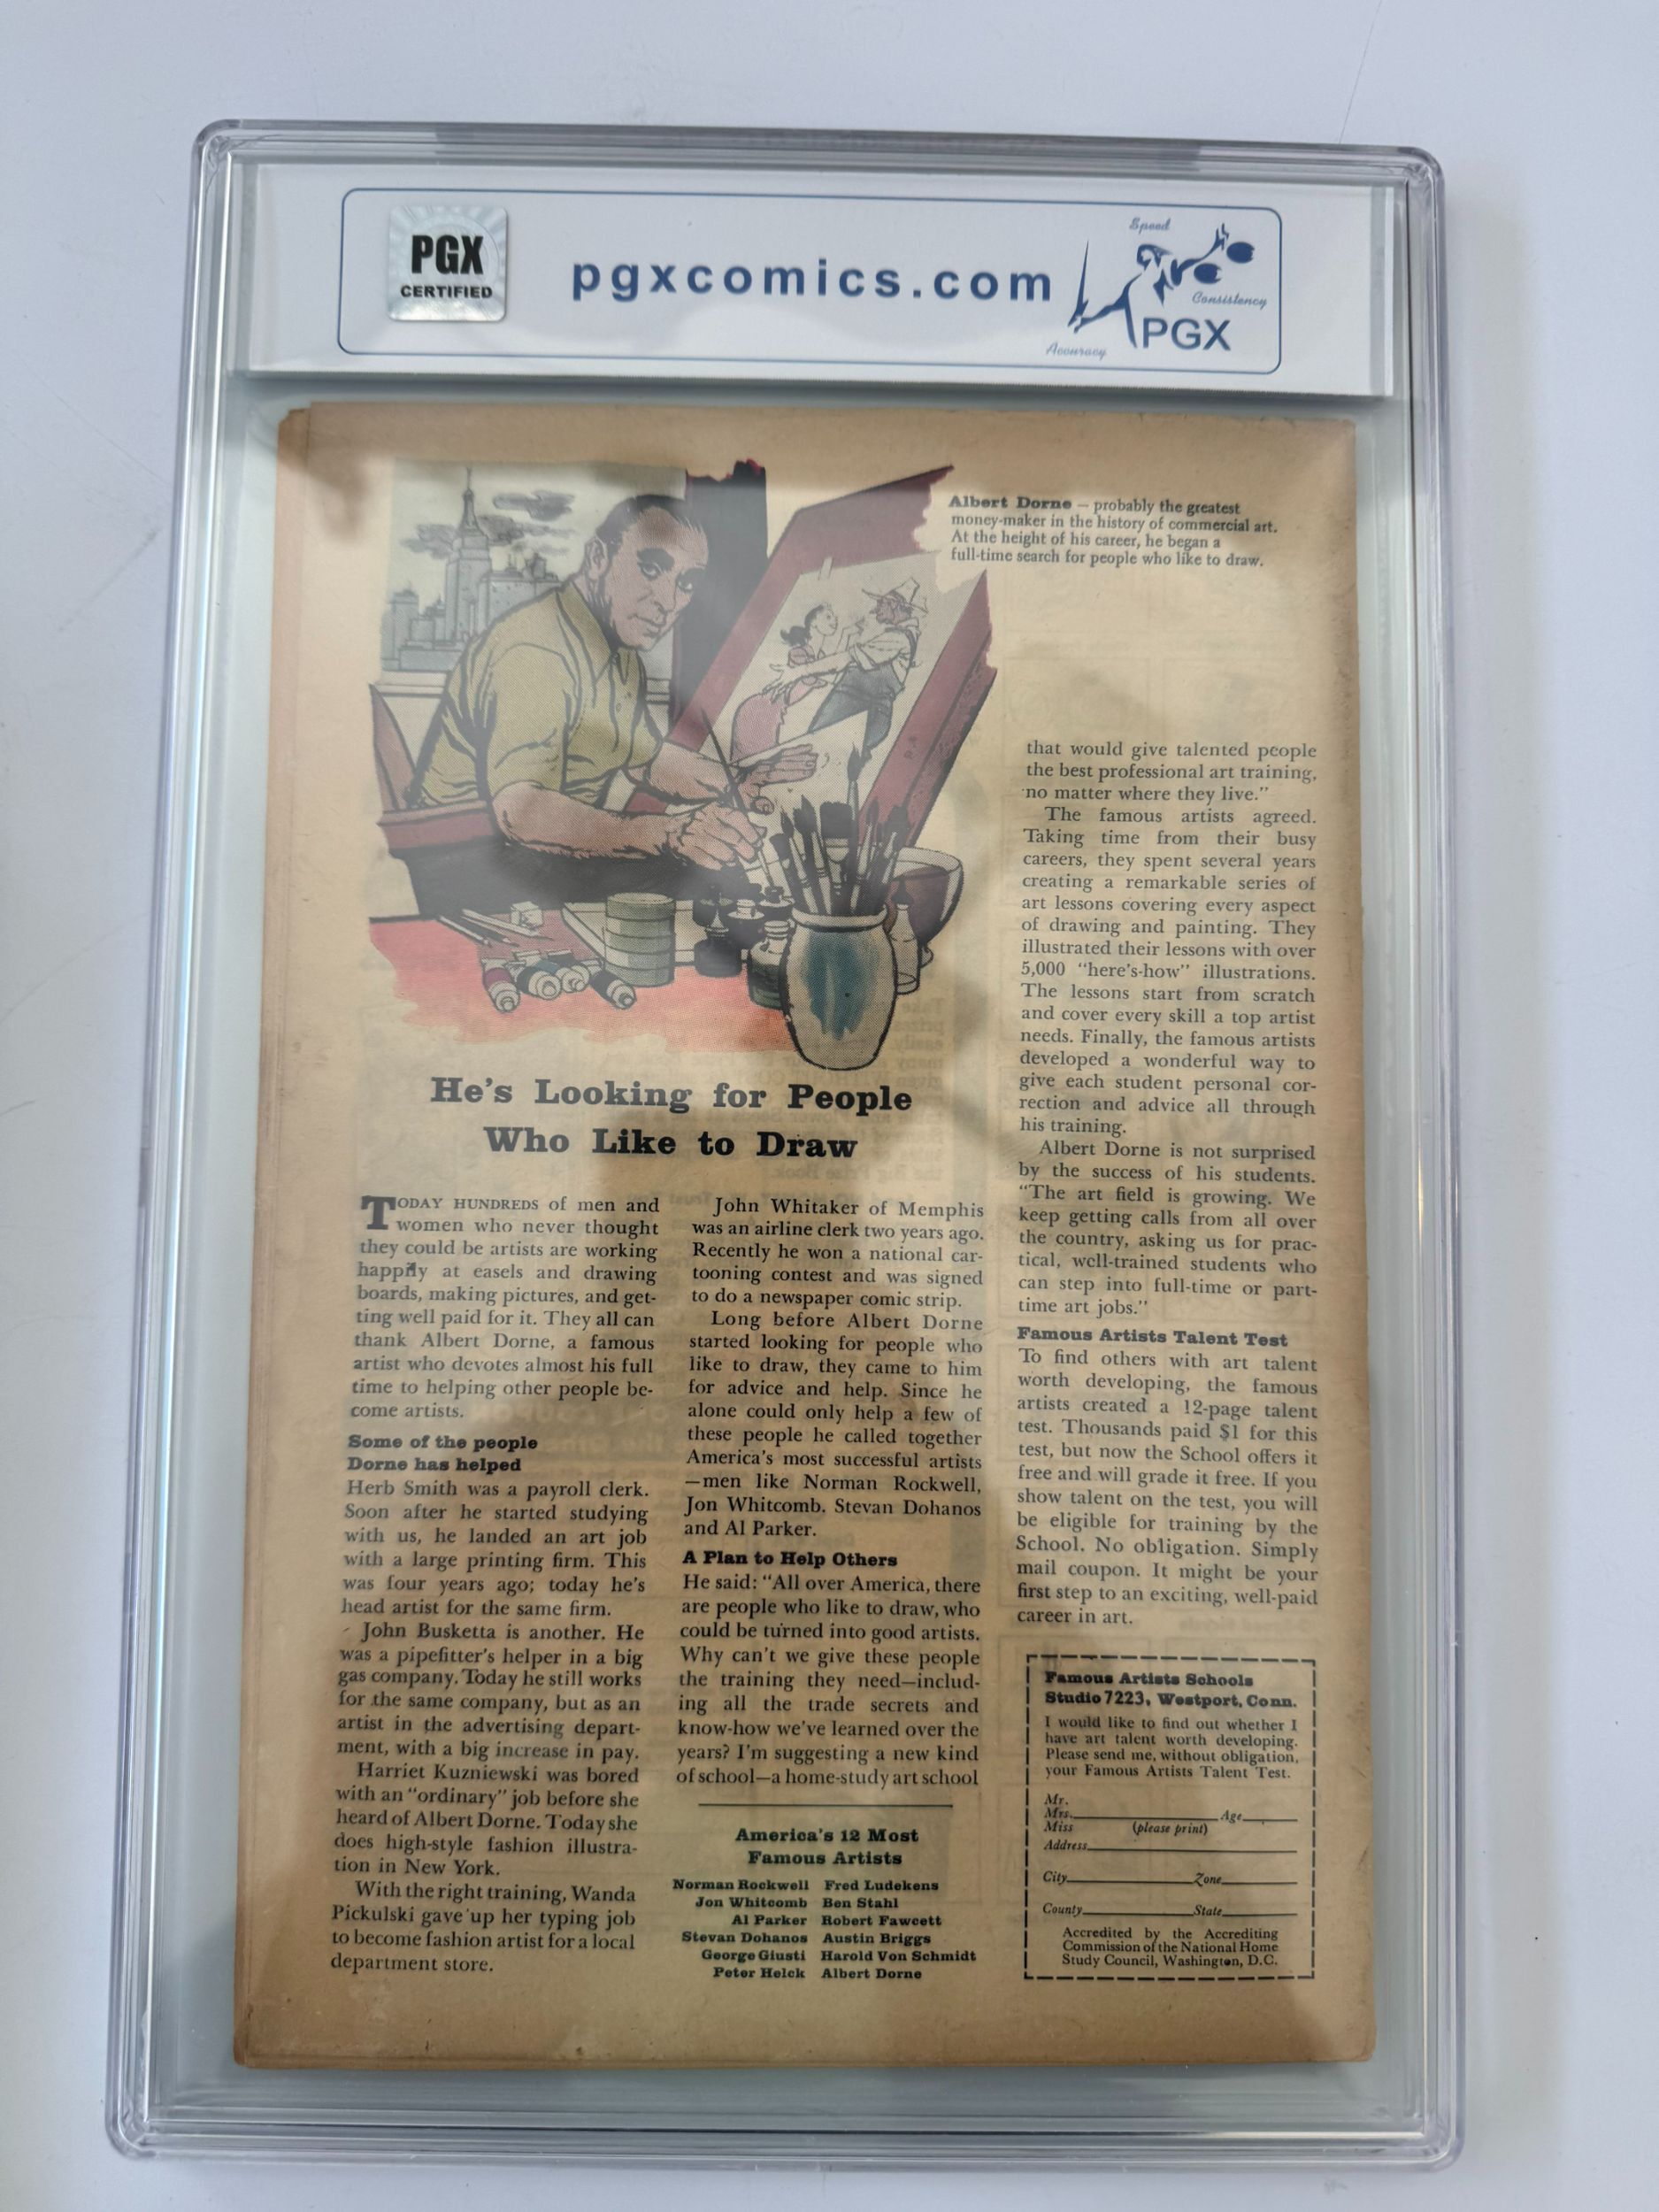 PGX
CERTIFIED
pgxcomics.com
Speed
Consistency
Accuracy
PGX
Albert Dorne – probably the greatest
money-maker in the history of commercial art.
At the height of his career, he began a
full-time search for people who like to draw.
He's Looking for People
Who Like to Draw
TODAY HUNDREDS of men and
women who never thought
they could be artists are working
happily at easels and drawing
boards, making pictures, and get-
ting well paid for it. They all can
thank Albert Dorne, a famous
artist who devotes almost his full
time to helping other people be-
come artists.
Some of the people
Dorne has helped
Herb Smith was a payroll clerk.
Soon after he started studying
with us, he landed an art job
with a large printing firm. This
was four years ago; today he's
head artist for the same firm.
John Busketta is another. He
was a pipefitter's helper in a big
gas company. Today he still works
for the same company, but as an
artist in the advertising depart-
ment, with a big increase in pay.
Harriet Kuzniewski was bored
with an "ordinary" job before she
heard of Albert Dorne. Today she
does high-style fashion illustra-
tion in New York.
With the right training, Wanda
Pickulski gave up her typing job
to become fashion artist for a local
department store.
John Whitaker of Memphis
was an airline clerk two years ago.
Recently he won a national car-
tooning contest and was signed
to do a newspaper comic strip.
Long before Albert Dorne
started looking for people who
like to draw, they came to him
for advice and help. Since he
alone could only help a few of
these people he called together
America's most successful artists
—men like Norman Rockwell,
Jon Whitcomb. Stevan Dohanos
and Al Parker.
A Plan to Help Others
He said: "All over America, there
are people who like to draw, who
could be turned into good artists.
Why can't we give these people
the training they need—includ-
ing all the trade secrets and
know-how we've learned over the
years? I'm suggesting a new kind
of school—a home-study art school
America's 12 Most
Famous Artists
Norman Rockwell Fred Ludekens
Jon Whitcomb Ben Stahl
Al Parker Robert Fawcett
Stevan Dohanos Austin Briggs
George Giusti Harold Von Schmidt
Peter Helck Albert Dorne
that would give talented people
the best professional art training,
no matter where they live."
The famous artists agreed.
Taking time from their busy
careers, they spent several years
creating a remarkable series of
art lessons covering every aspect
of drawing and painting. They
illustrated their lessons with over
5,000 "here's-how" illustrations.
The lessons start from scratch
and cover every skill a top artist
needs. Finally, the famous artists
developed a wonderful way to
give each student personal cor-
rection and advice all through
his training.
Albert Dorne is not surprised
by the success of his students.
"The art field is growing. We
keep getting calls from all over
the country, asking us for prac-
tical, well-trained students who
can step into full-time or part-
time art jobs."
Famous Artists Talent Test
To find others with art talent
worth developing, the famous
artists created a 12-page talent
test. Thousands paid $1 for this
test, but now the School offers it
free and will grade it free. If you
show talent on the test, you will
be eligible for training by the
School. No obligation. Simply
mail coupon. It might be your
first step to an exciting, well-paid
career in art.
Famous Artists Schools
Studio 7223, Westport, Conn.
I would like to find out whether I
have art talent worth developing.
Please send me, without obligation,
your Famous Artists Talent Test.
Mr.
Mrs. Age
Miss (please print)
Address
City Zone
County State
Accredited by the Accrediting
Commission of the National Home
Study Council, Washington, D.C.